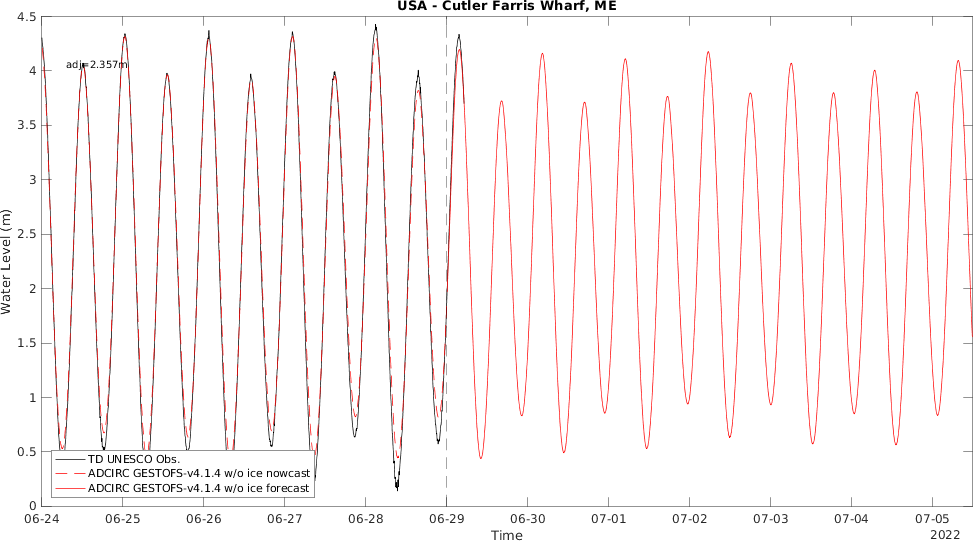 USA - Cutler Farris Wharf, ME
4.5
4
3.5
3
2.5
2
1.5
1
0.5
0
Water Level (m)
adj=2.357m
TD UNESCO Obs.
ADCIRC GESTOFS-v4.1.4 w/o ice nowcast
ADCIRC GESTOFS-v4.1.4 w/o ice forecast
06-24 06-25 06-26 06-27 06-28 06-29 06-30 07-01 07-02 07-03 07-04 07-05
Time
2022